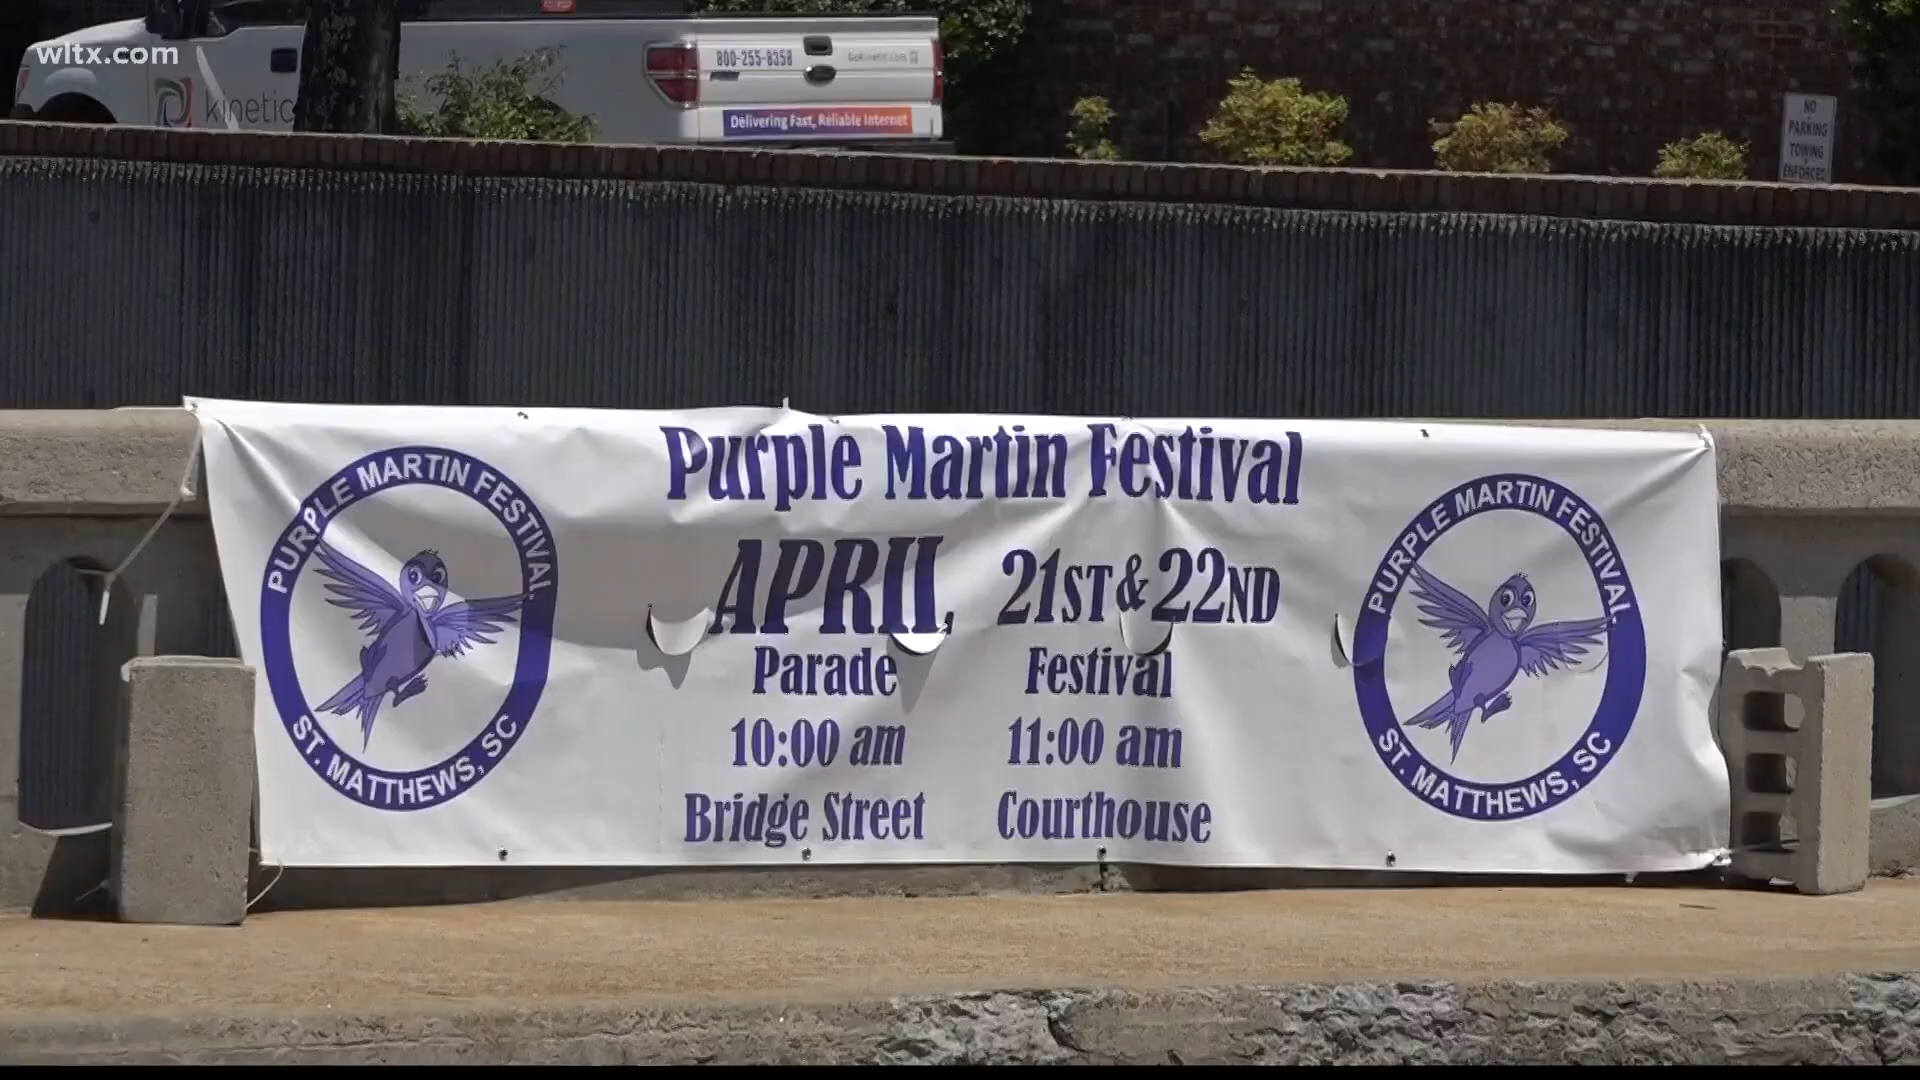 wltx.com
kinetic
800-255-8358
GoKinetic.com
Delivering Fast, Reliable Internet
NO
PARKING
TOWING
ENFORCED
Purple Martin Festival
APRIL 21ST & 22ND
Parade Festival
10:00 am 11:00 am
Bridge Street Courthouse
PURPLE MARTIN FESTIVAL
ST. MATTHEWS, SC
PURPLE MARTIN FESTIVAL
ST. MATTHEWS, SC